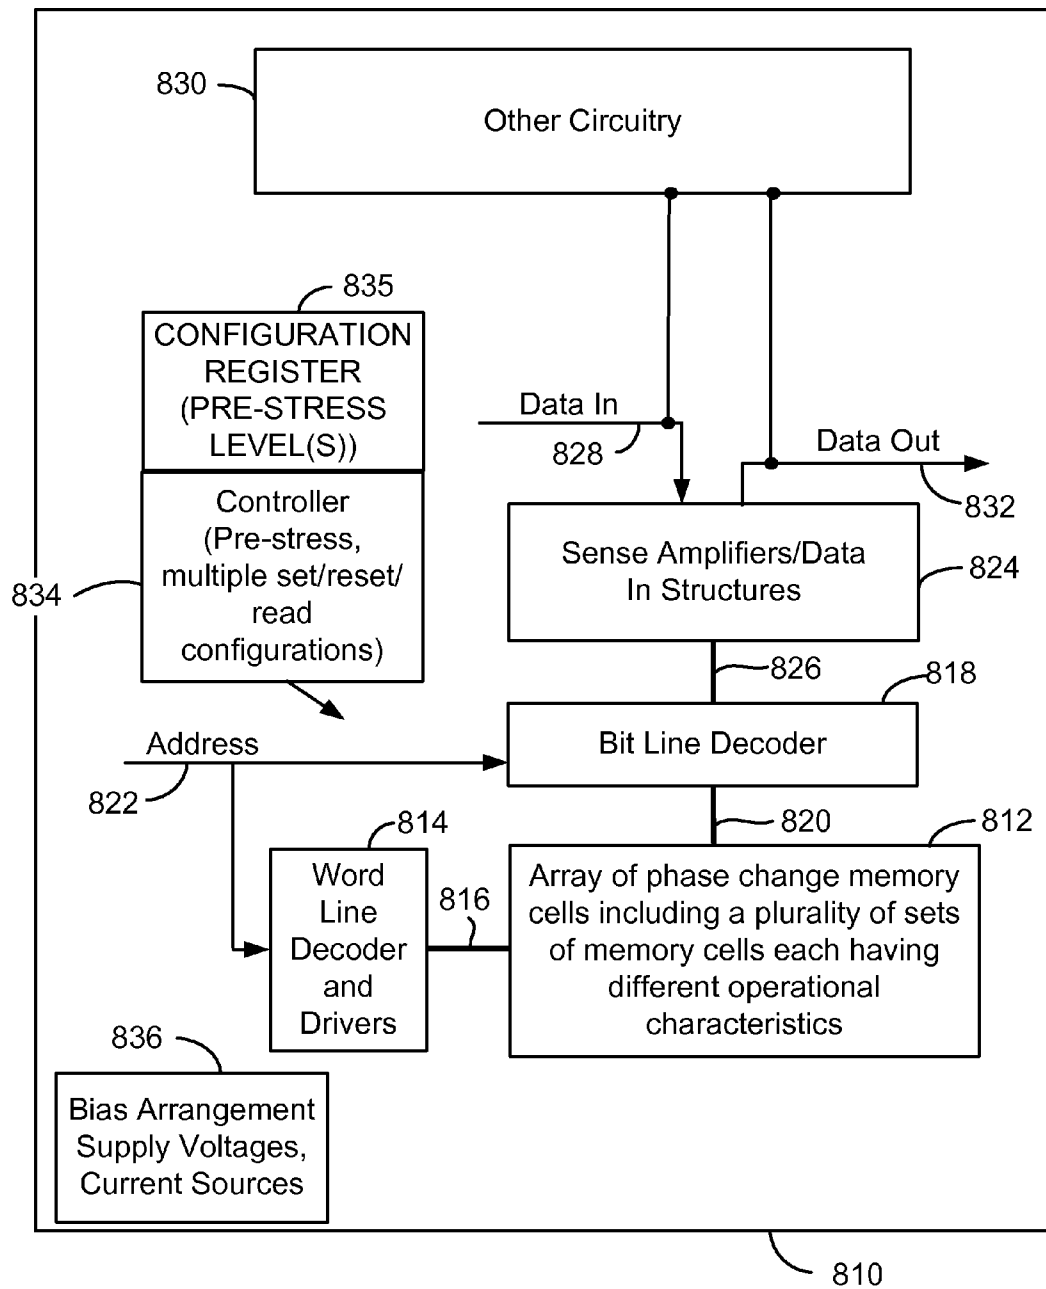 830
Other Circuitry
835
CONFIGURATION
REGISTER
(PRE-STRESS
LEVEL(S))
Data In
828
Data Out
832
Controller
(Pre-stress,
multiple set/reset/
read
configurations)
834
Sense Amplifiers/Data
In Structures
824
826
818
Address
822
Bit Line Decoder
820
814
812
Word
Line
Decoder
and
Drivers
816
Array of phase change memory
cells including a plurality of sets
of memory cells each having
different operational
characteristics
836
Bias Arrangement
Supply Voltages,
Current Sources
810